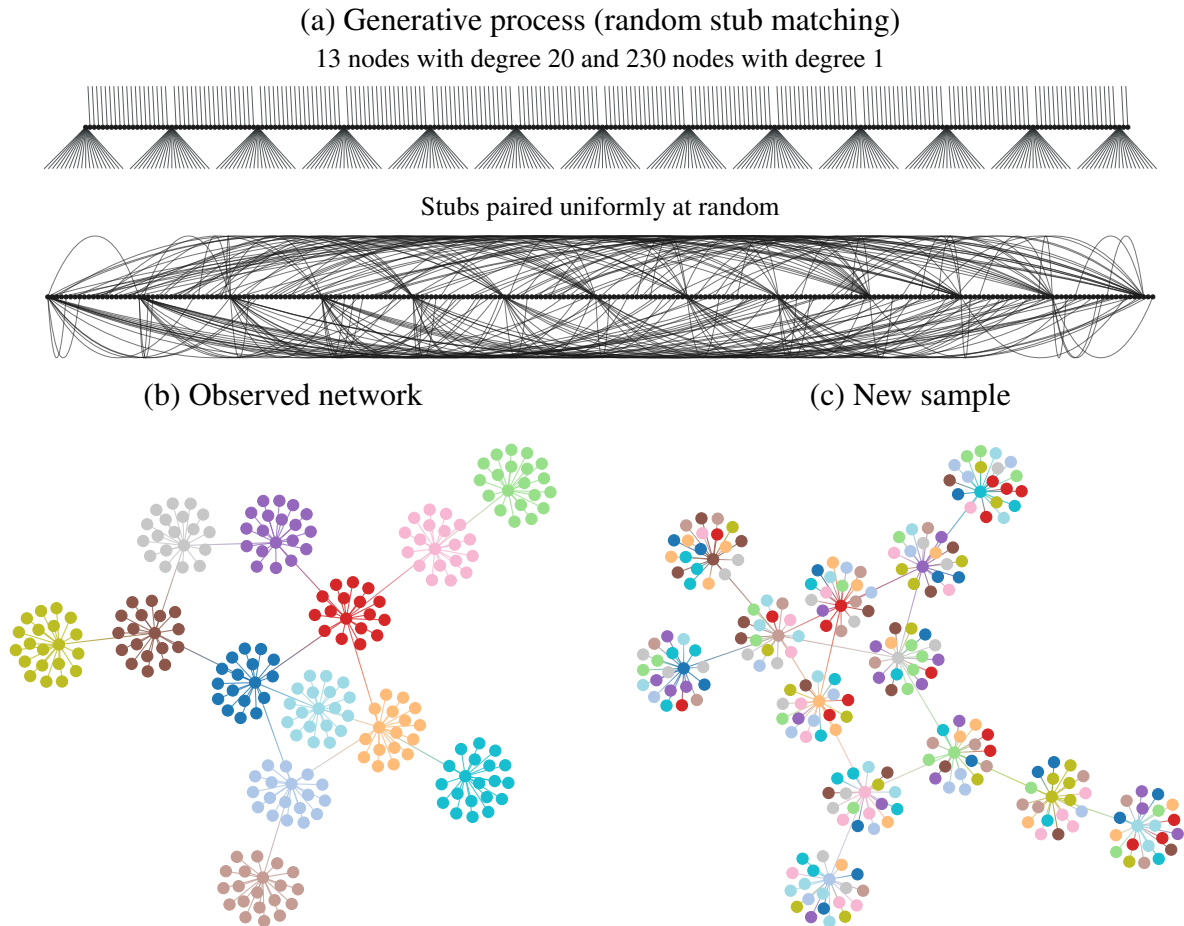 (a) Generative process (random stub matching)
13 nodes with degree 20 and 230 nodes with degree 1
Stubs paired uniformly at random
(b) Observed network
(c) New sample